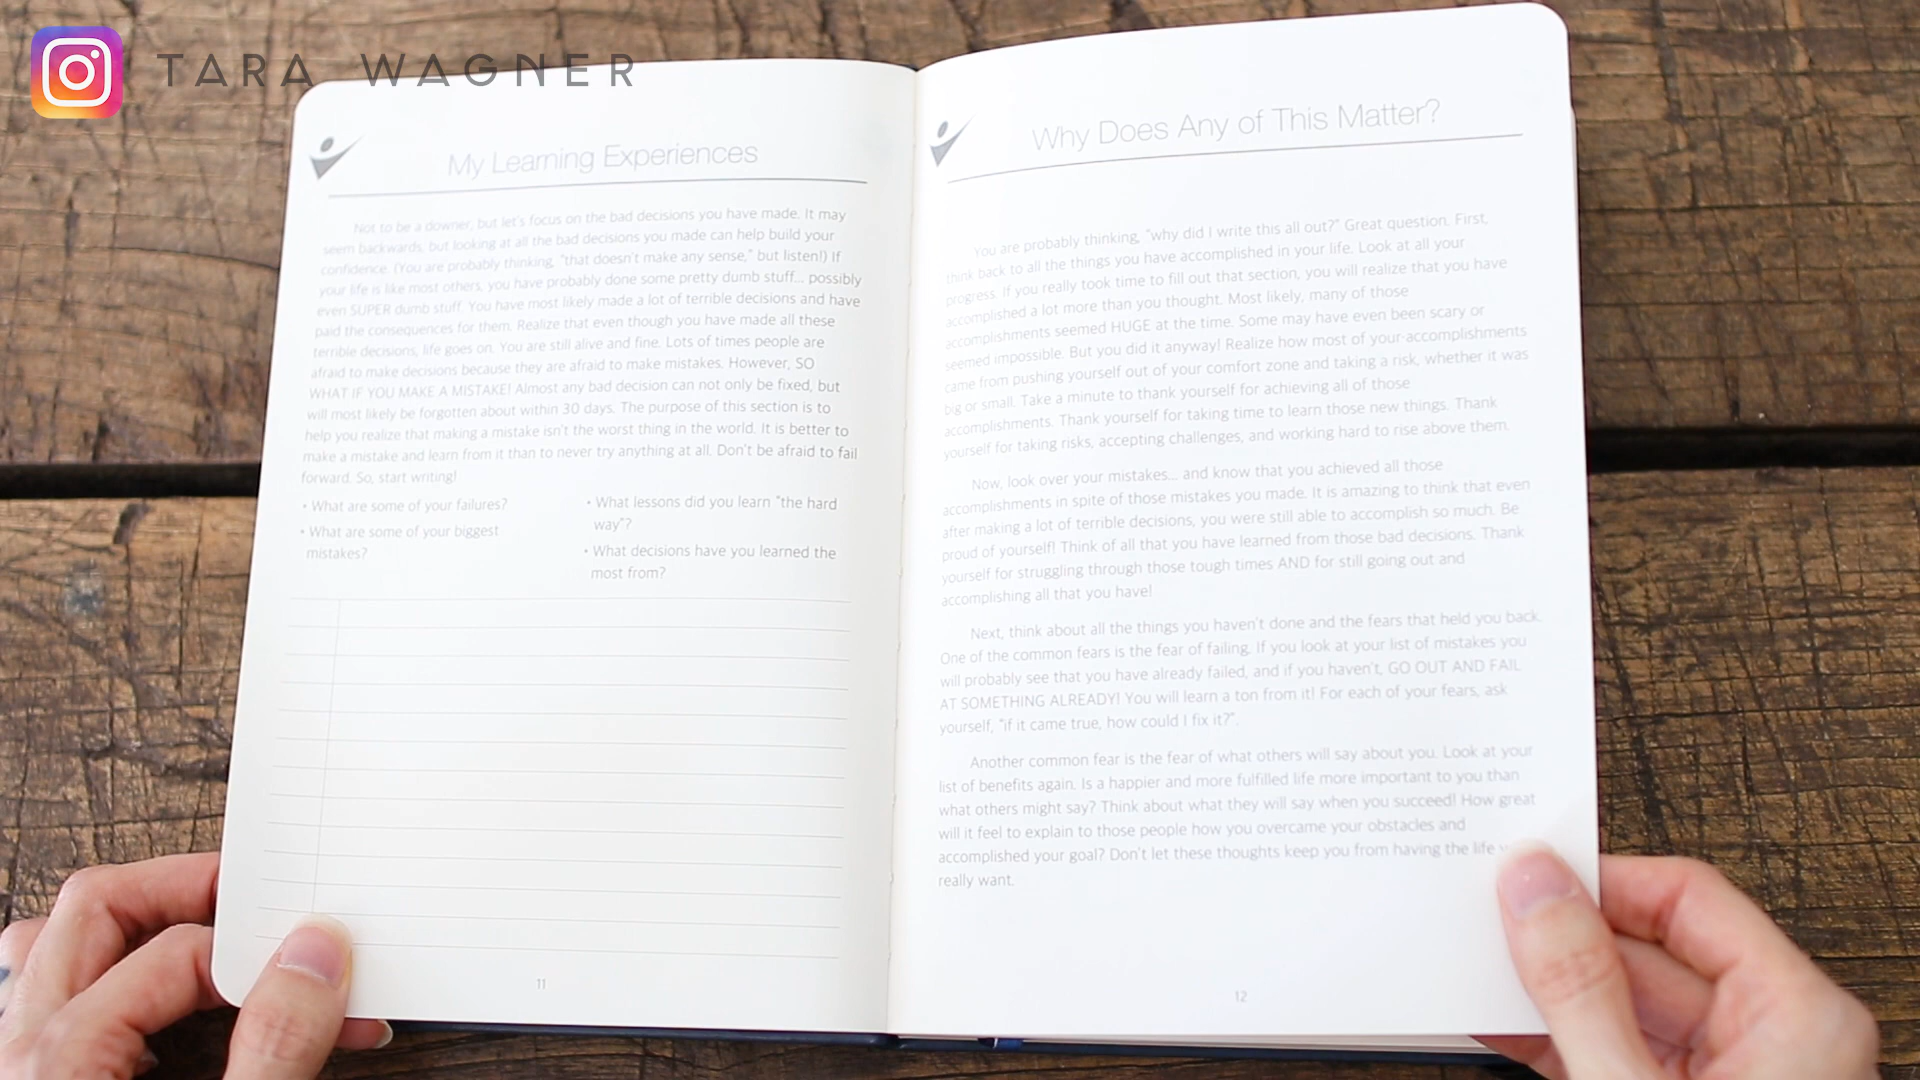 TARA WAGNER
My Learning Experiences
Not to be a downer, but let's focus on the bad decisions you have made. It may
seem backwards, but looking at all the bad decisions you made can help build your
confidence. (You are probably thinking, "that doesn't make any sense," but listen!) If
your life is like most others, you have probably done some pretty dumb stuff... possibly
even SUPER dumb stuff. You have most likely made a lot of terrible decisions and have
paid the consequences for them. Realize that even though you have made all these
terrible decisions, life goes on. You are still alive and fine. Lots of times people are
afraid to make decisions because they are afraid to make mistakes. However, SO
WHAT IF YOU MAKE A MISTAKE! Almost any bad decision can not only be fixed, but
will most likely be forgotten about within 30 days. The purpose of this section is to
help you realize that making a mistake isn't the worst thing in the world. It is better to
make a mistake and learn from it than to never try anything at all. Don't be afraid to fail
forward. So, start writing!
• What are some of your failures?
• What are some of your biggest
mistakes?
• What lessons did you learn "the hard
way"?
• What decisions have you learned the
most from?
11
Why Does Any of This Matter?
You are probably thinking, "why did I write this all out?" Great question. First,
think back to all the things you have accomplished in your life. Look at all your
progress. If you really took time to fill out that section, you will realize that you have
accomplished a lot more than you thought. Most likely, many of those
accomplishments seemed HUGE at the time. Some may have even been scary or
seemed impossible. But you did it anyway! Realize how most of your accomplishments
came from pushing yourself out of your comfort zone and taking a risk, whether it was
big or small. Take a minute to thank yourself for achieving all of those
accomplishments. Thank yourself for taking time to learn those new things. Thank
yourself for taking risks, accepting challenges, and working hard to rise above them.
Now, look over your mistakes... and know that you achieved all those
accomplishments in spite of those mistakes you made. It is amazing to think that even
after making a lot of terrible decisions, you were still able to accomplish so much. Be
proud of yourself! Think of all that you have learned from those bad decisions. Thank
yourself for struggling through those tough times AND for still going out and
accomplishing all that you have!
Next, think about all the things you haven't done and the fears that held you back.
One of the common fears is the fear of failing. If you look at your list of mistakes you
will probably see that you have already failed, and if you haven't, GO OUT AND FAIL
AT SOMETHING ALREADY! You will learn a ton from it! For each of your fears, ask
yourself, "if it came true, how could I fix it?".
Another common fear is the fear of what others will say about you. Look at your
list of benefits again. Is a happier and more fulfilled life more important to you than
what others might say? Think about what they will say when you succeed! How great
will it feel to explain to those people how you overcame your obstacles and
accomplished your goal? Don't let these thoughts keep you from having the life
really want.
12